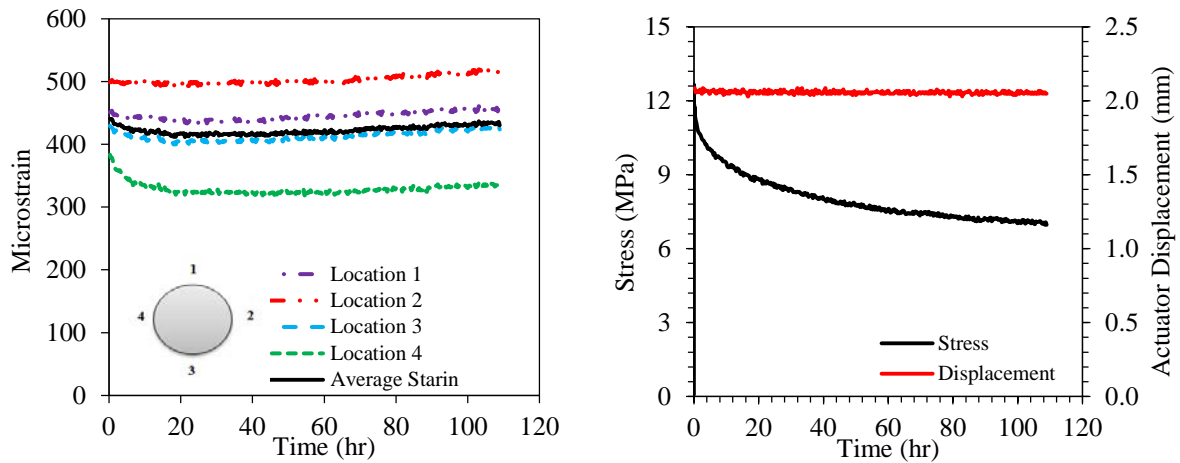 600
500
400
300
200
100
0
Microstrain
0 20 40 60 80 100 120
Time (hr)
1
4 2
3
Location 1
Location 2
Location 3
Location 4
Average Starin
15
12
9
6
3
0
Stress (MPa)
2.5
2.0
1.5
1.0
0.5
0.0
Actuator Displacement (mm)
Stress
Displacement
0 20 40 60 80 100 120
Time (hr)